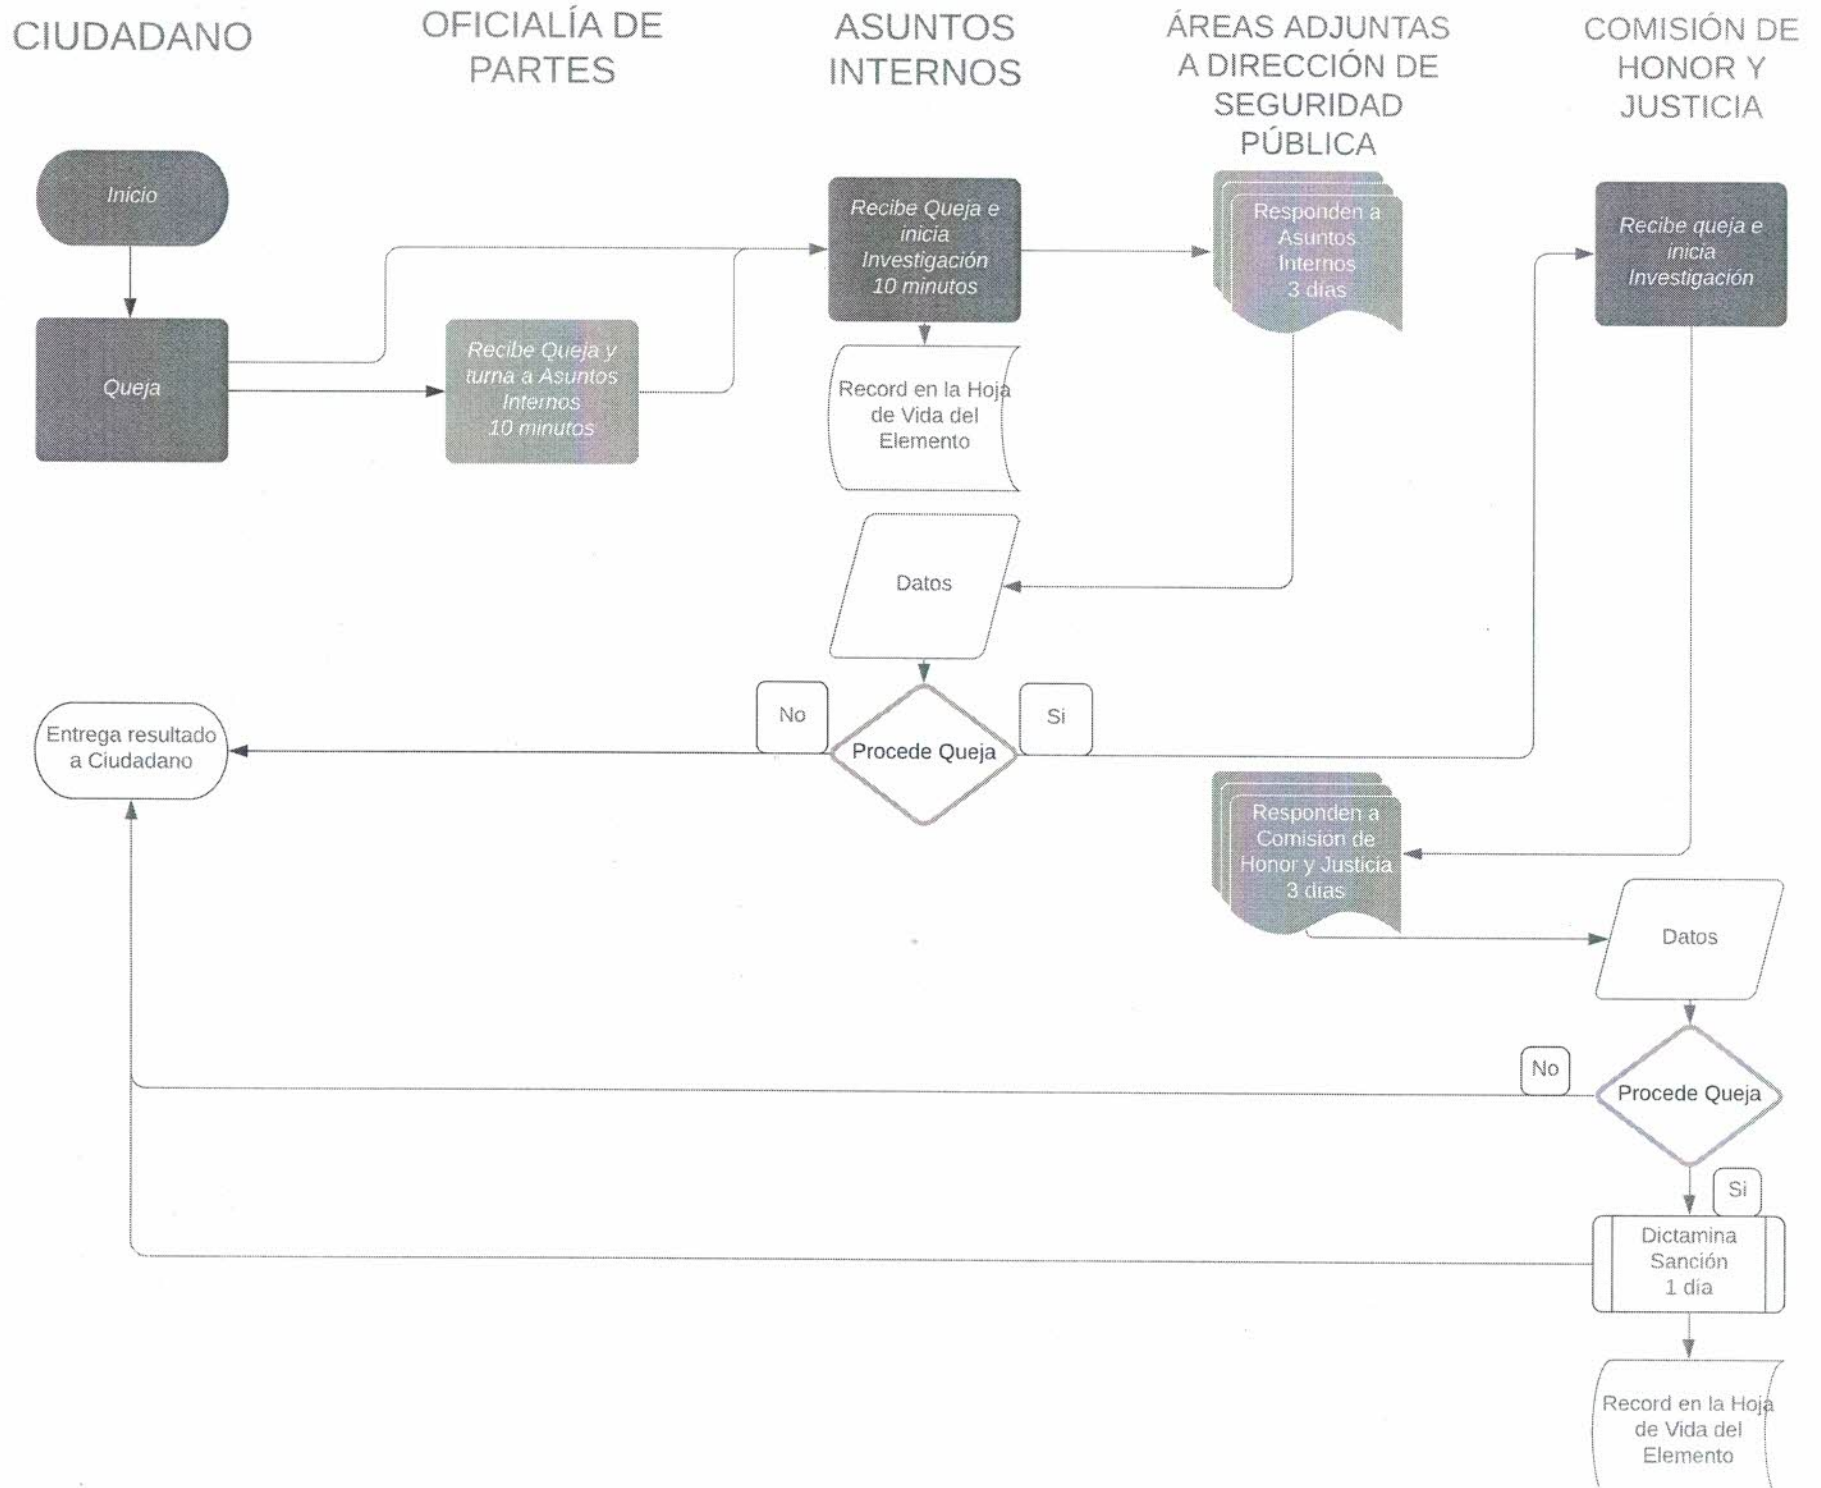 CIUDADANO
OFICIALÍA DE
PARTES
ASUNTOS
INTERNOS
ÁREAS ADJUNTAS
A DIRECCIÓN DE
SEGURIDAD
PÚBLICA
COMISIÓN DE
HONOR Y
JUSTICIA
Inicio
Queja
Recibe Queja y
turna a Asuntos
Internos
10 minutos
Recibe Queja e
inicia
Investigación
10 minutos
Responden a
Asuntos
Internos
3 días
Recibe queja e
inicia
Investigación
Record en la Hoja
de Vida del
Elemento
Datos
No
Procede Queja
Si
Entrega resultado
a Ciudadano
Responden a
Comisión de
Honor y Justicia
3 días
Datos
No
Procede Queja
Si
Dictamina
Sanción
1 día
Record en la Hoja
de Vida del
Elemento